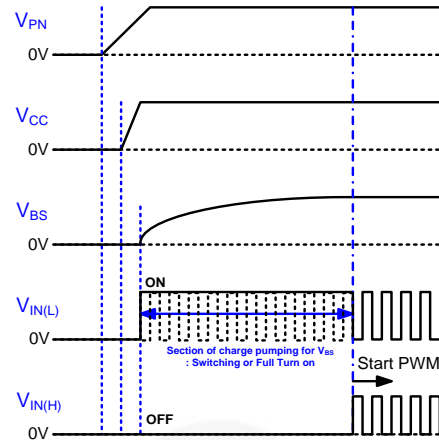 VPN
0V
VCC
0V
VBS
0V
ON
VIN(L)
Section of charge pumping for VBS
: Switching or Full Turn on
0V
Start PWM
VIN(H)
OFF
0V